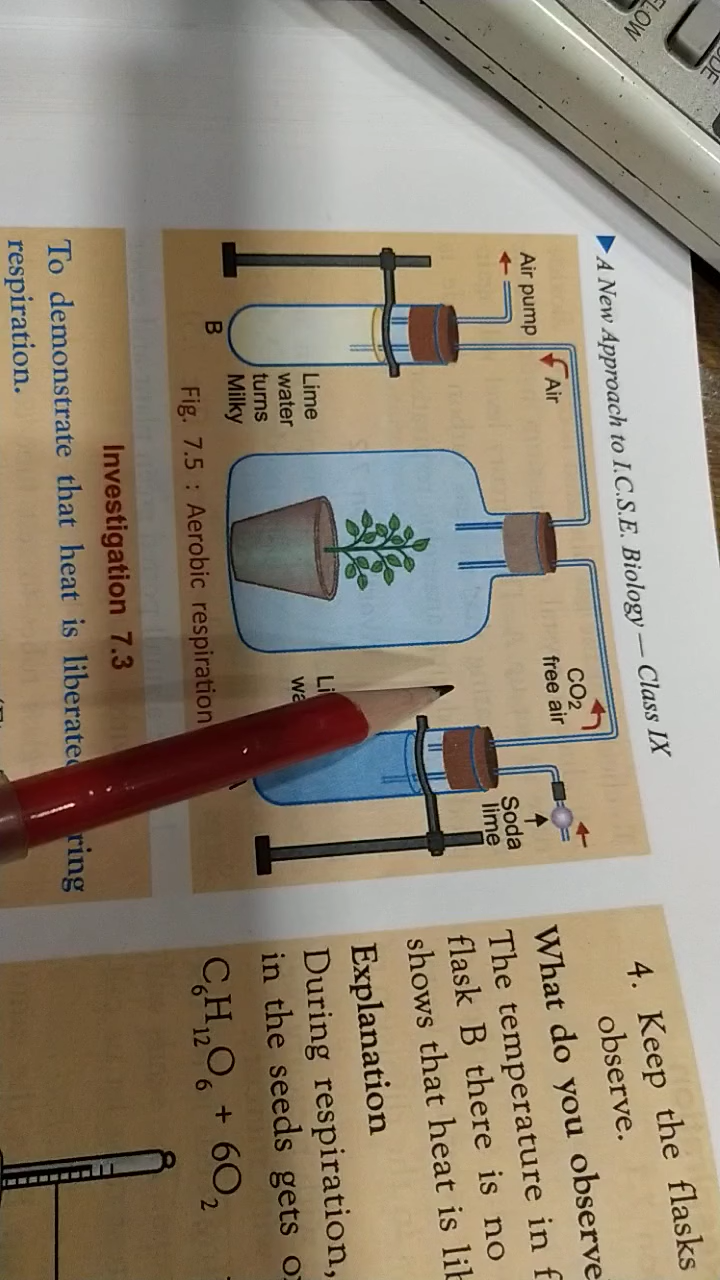 LOW
▶ A New Approach to I.C.S.E. Biology — Class IX
Air pump
Air
CO2
free air
Soda
lime
Lime
water
turns
Milky
B
Fig. 7.5 : Aerobic respiration
Investigation 7.3
To demonstrate that heat is
respiration.
4. Keep the flasks
observe.
What do you observe
The temperature in
flask B there is no
shows that heat is
Explanation
During respiration,
in the seeds gets
C6H12O6 + 6O2